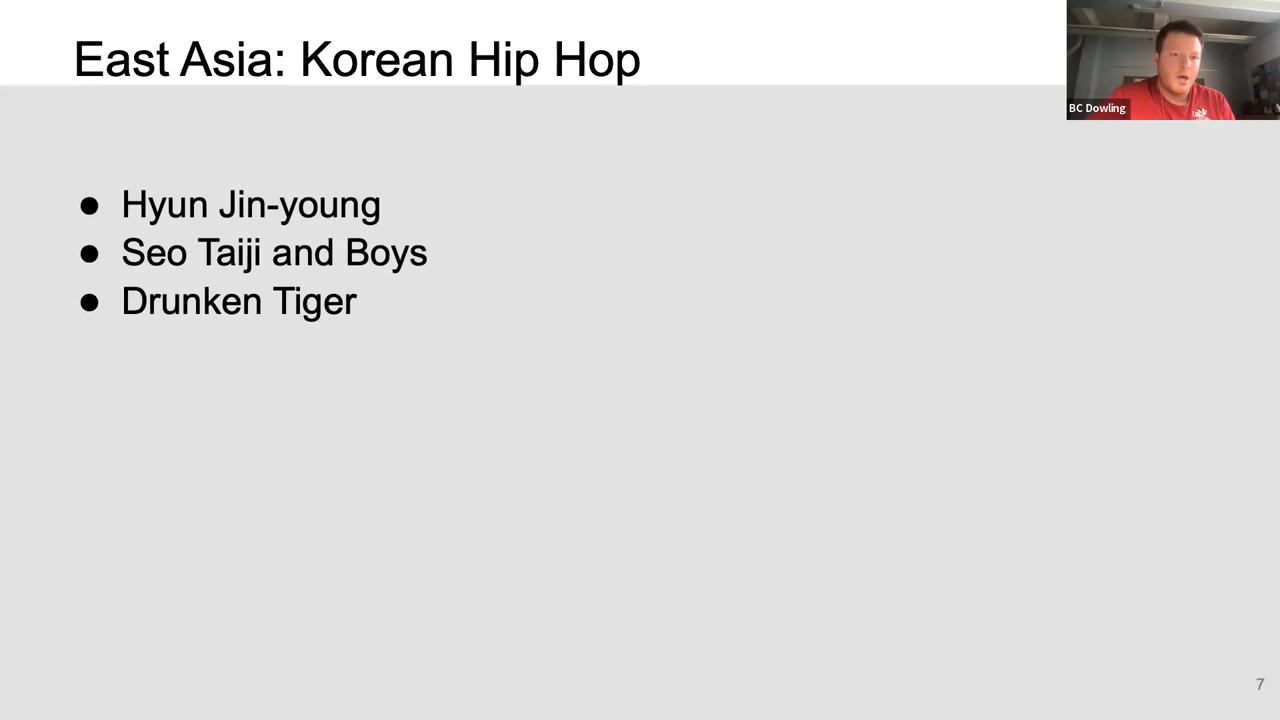 East Asia: Korean Hip Hop
BC Dowling
● Hyun Jin-young
● Seo Taiji and Boys
● Drunken Tiger
7